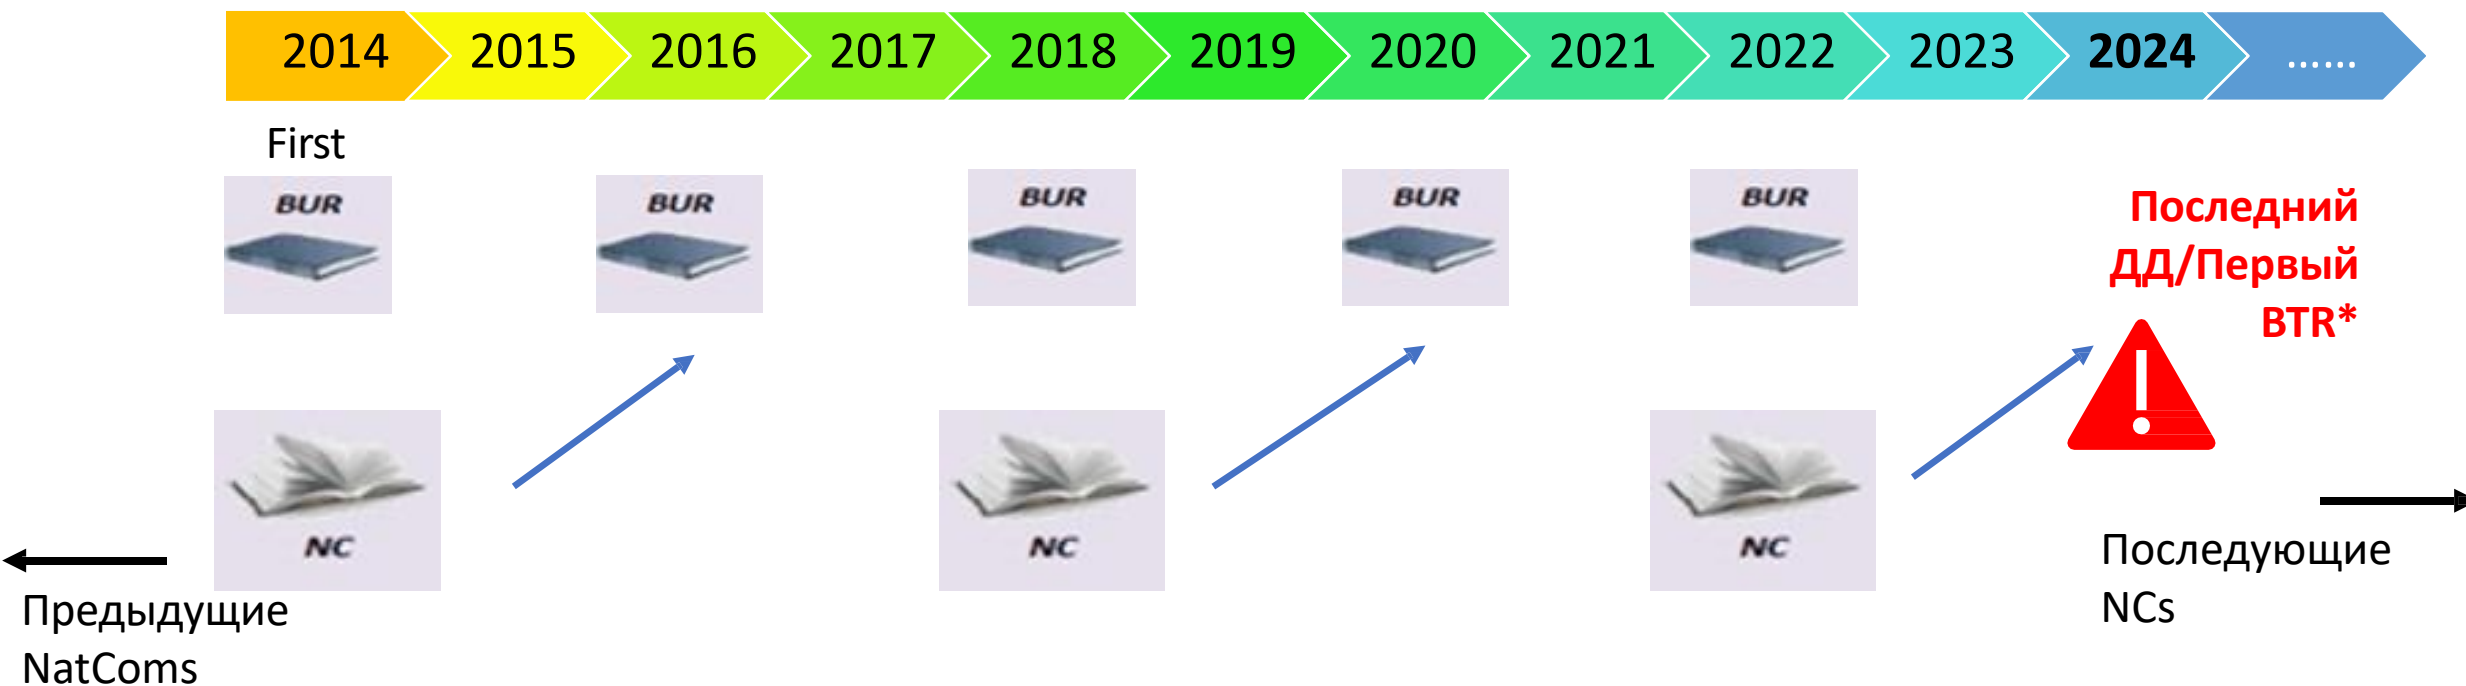 2014 2015 2016 2017 2018 2019 2020 2021 2022 2023 2024 ......
First
BUR BUR BUR BUR BUR
Последний
ДД/Первый
BTR*
NC NC NC
Предыдущие
NatComs
Последующие
NCs